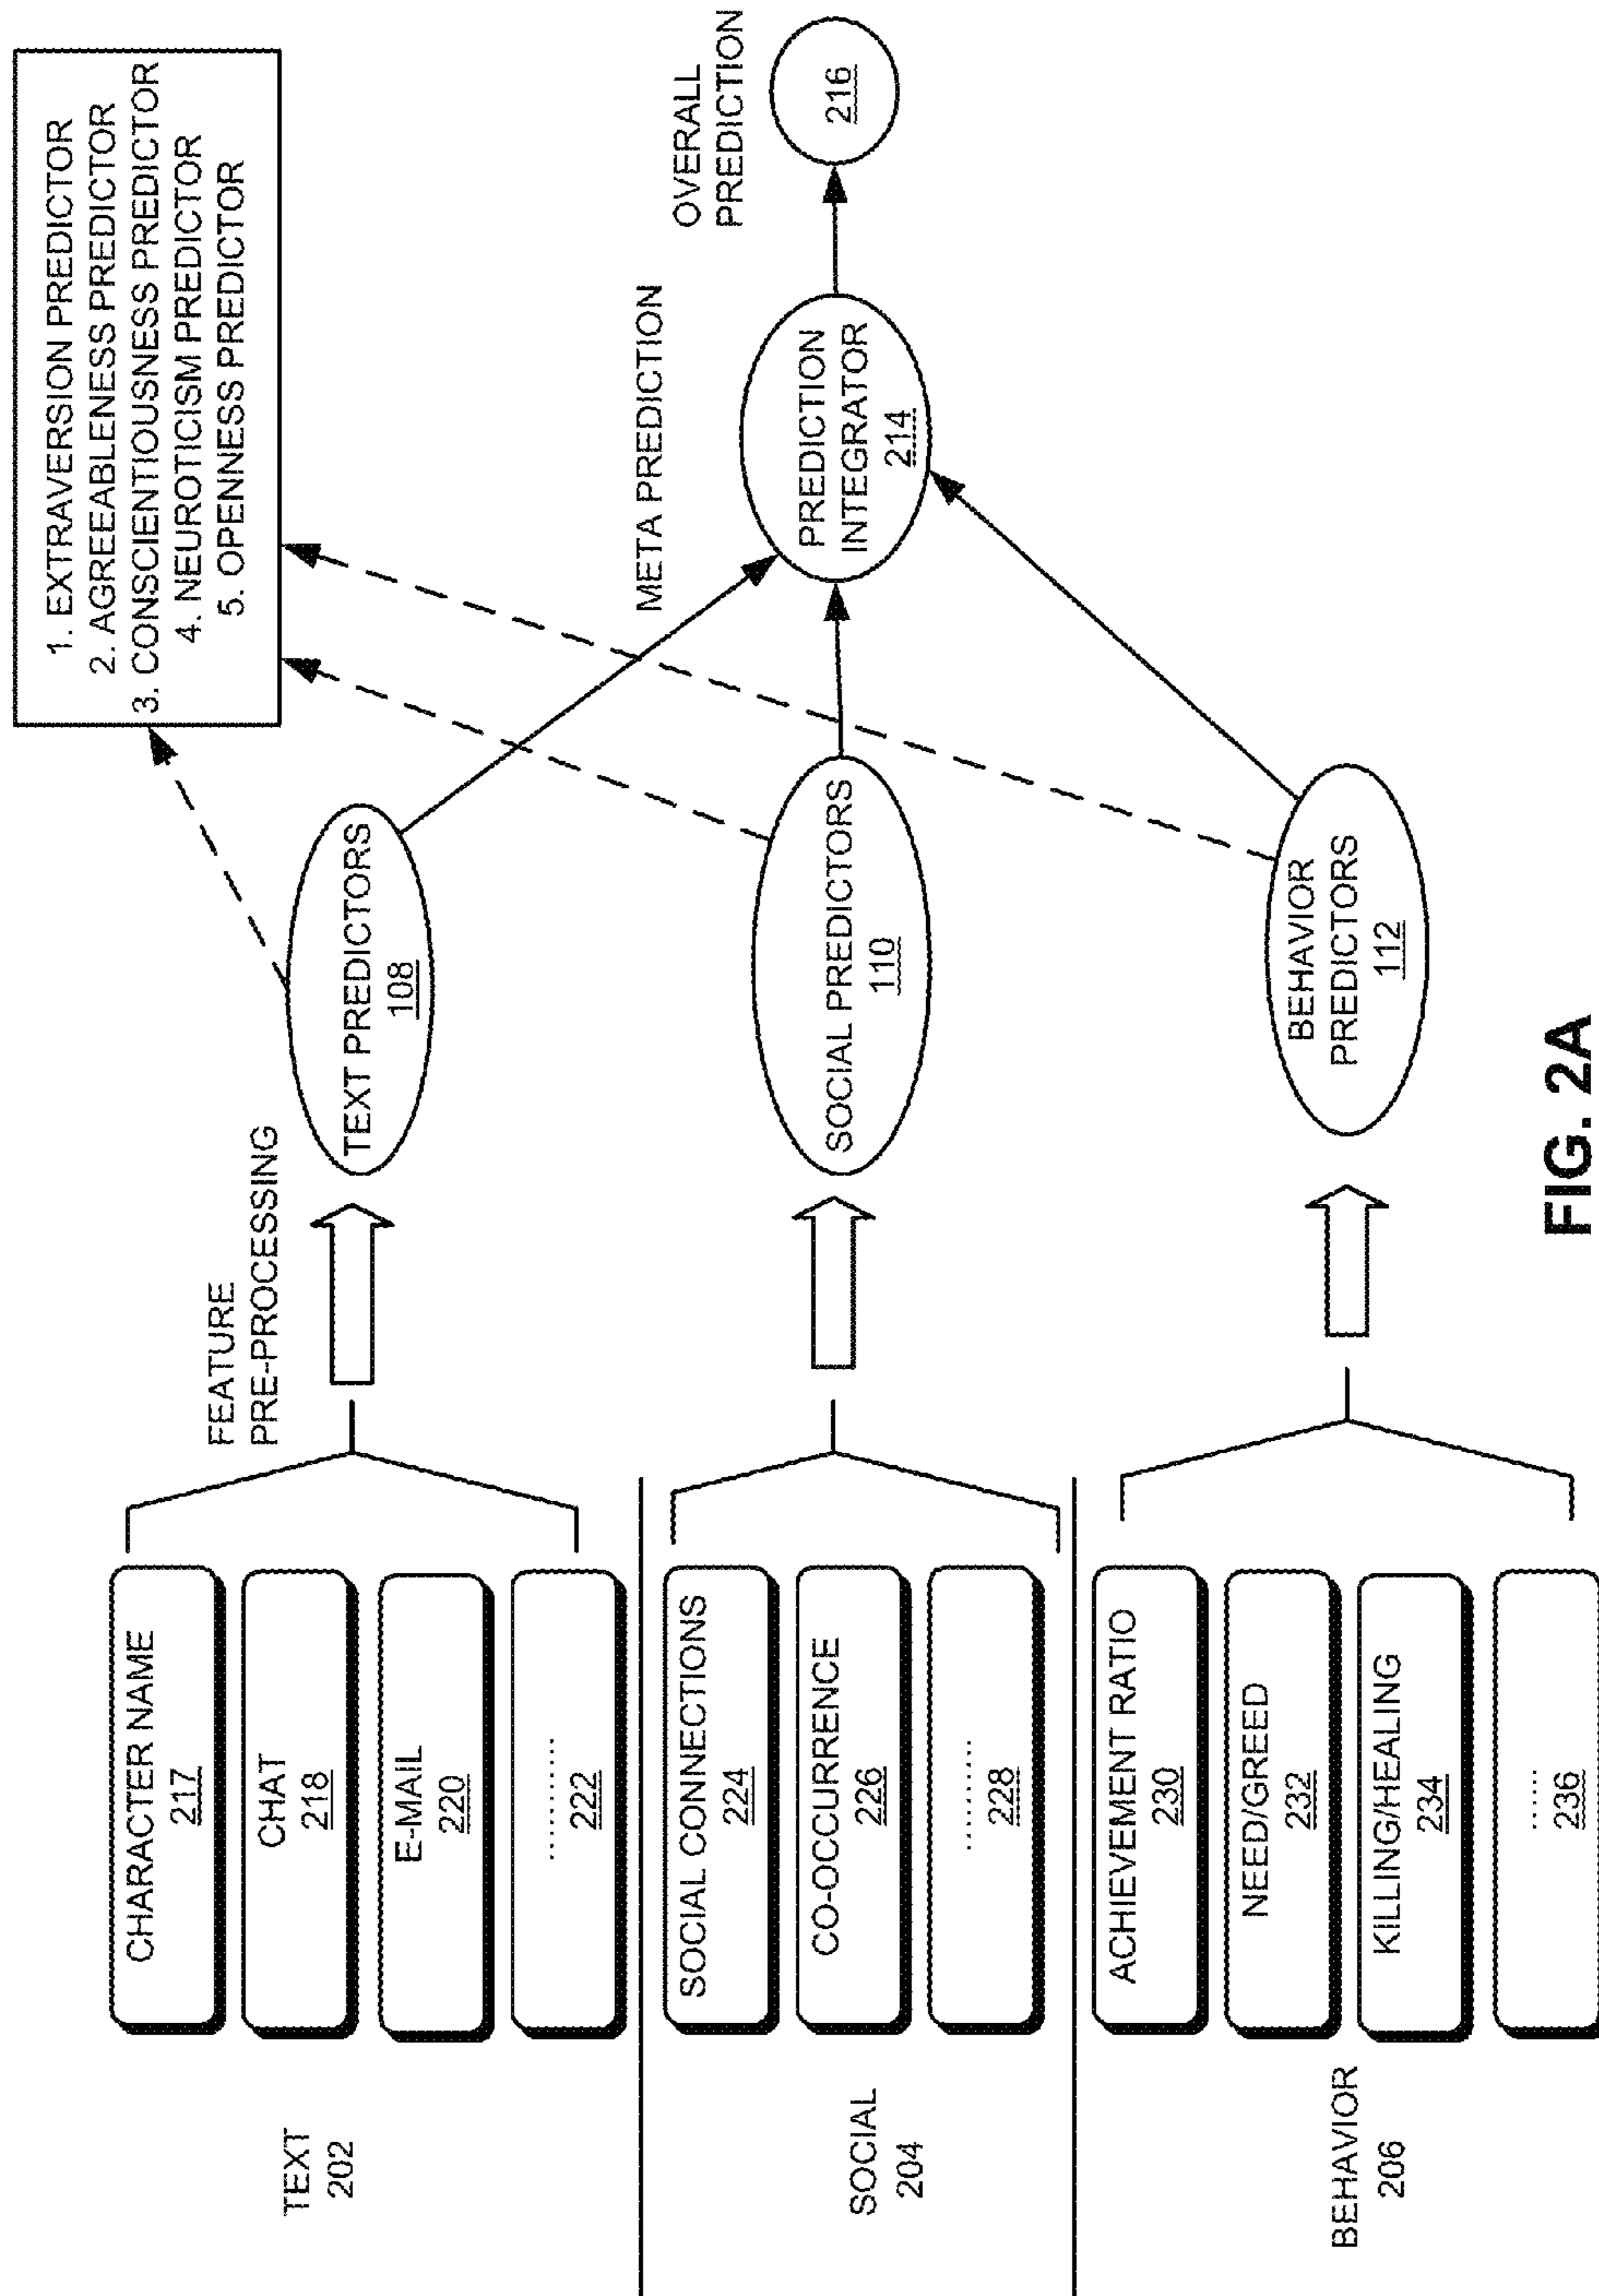 TEXT
202
CHARACTER NAME
217
CHAT
218
E-MAIL
220
..........
222
FEATURE
PRE-PROCESSING
TEXT PREDICTORS
108
1. EXTRAVERSION PREDICTOR
2. AGREEABLENESS PREDICTOR
3. CONSCIENTIOUSNESS PREDICTOR
4. NEUROTICISM PREDICTOR
5. OPENNESS PREDICTOR
SOCIAL
204
SOCIAL CONNECTIONS
224
CO-OCCURRENCE
226
.........
228
SOCIAL PREDICTORS
110
META PREDICTION
PREDICTION
INTEGRATOR
214
OVERALL
PREDICTION
216
BEHAVIOR
206
ACHIEVEMENT RATIO
230
NEED/GREED
232
KILLING/HEALING
234
......
236
BEHAVIOR
PREDICTORS
112
FIG. 2A